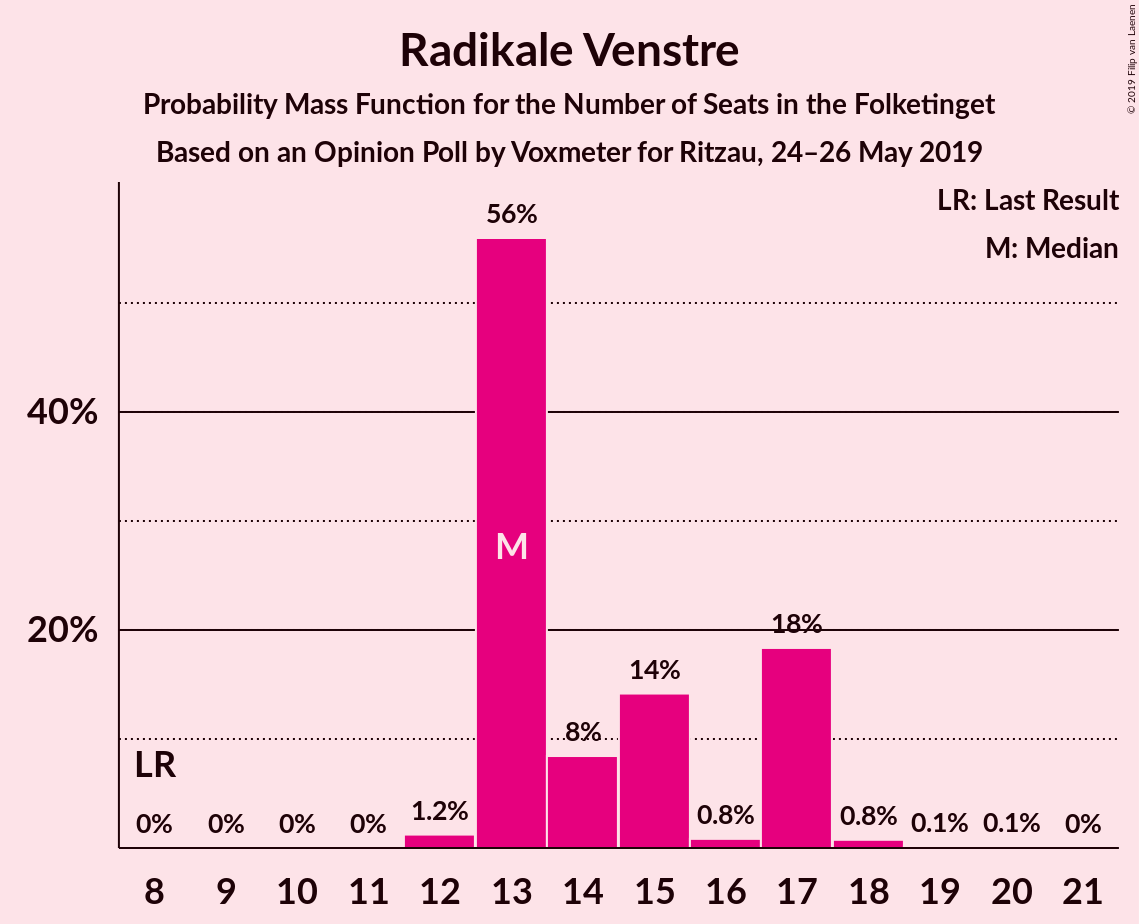 Radikale Venstre
Probability Mass Function for the Number of Seats in the Folketinget
Based on an Opinion Poll by Voxmeter for Ritzau, 24–26 May 2019
© 2019 Filip van Laenen
LR: Last Result
M: Median
56%
40%
M
20%
18%
14%
8%
LR
0% 0% 0% 0% 1.2% 0.8% 0.8% 0.1% 0.1% 0%
8 9 10 11 12 13 14 15 16 17 18 19 20 21